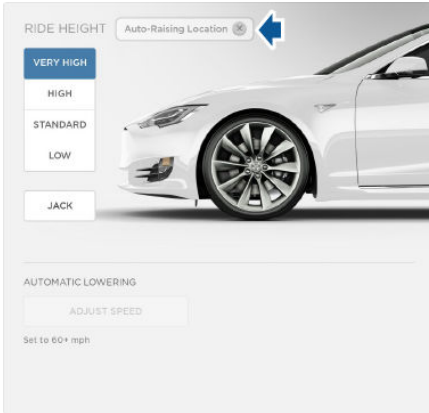 RIDE HEIGHT
Auto-Raising Location
VERY HIGH
HIGH
STANDARD
LOW
JACK
AUTOMATIC LOWERING
ADJUST SPEED
Set to 60+ mph